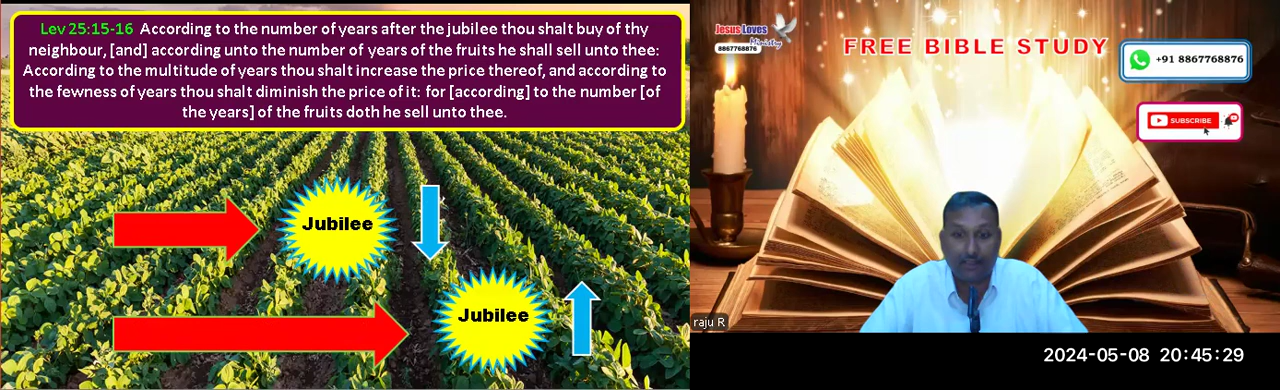 Lev 25:15-16 According to the number of years after the jubilee thou shalt buy of thy
neighbour, [and] according unto the number of years of the fruits he shall sell unto thee:
According to the multitude of years thou shalt increase the price thereof, and according to
the fewness of years thou shalt diminish the price of it: for [according] to the number [of
the years] of the fruits doth he sell unto thee.
Jubilee
Jubilee
Jesus Loves
Ministry
8867768876
FREE BIBLE STUDY
+91 8867768876
SUBSCRIBE
raju R
2024-05-08 20:45:29